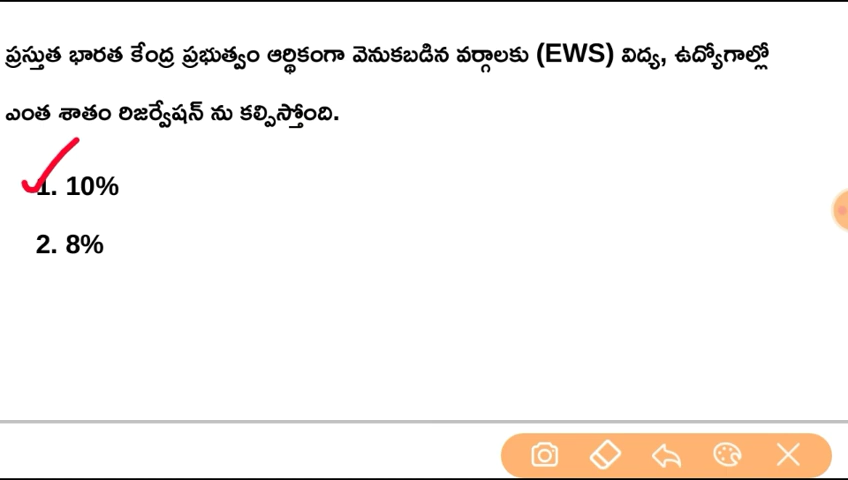 ప్రస్తుత భారత కేంద్ర ప్రభుత్వం ఆర్థికంగా వెనుకబడిన వర్గాలకు (EWS) విద్య, ఉద్యోగాల్లో
ఎంత శాతం రిజర్వేషన్ ను కల్పిస్తోంది.
1. 10%
2. 8%